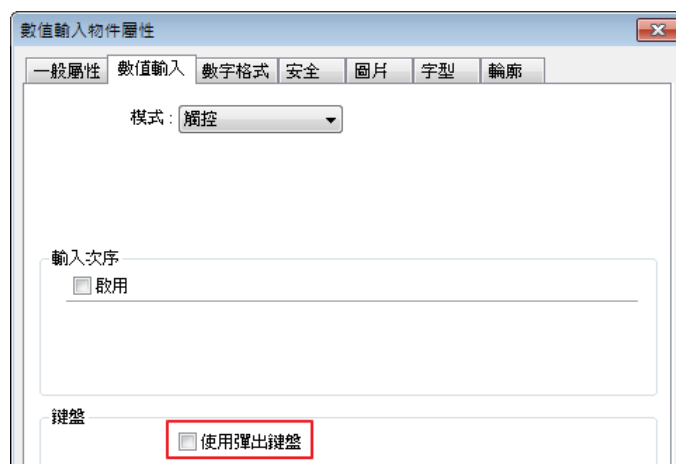 數值輸入物件屬性
一般屬性 數值輸入 數字格式 安全 圖片 字型 輪廓
模式 : 觸控
輸入次序
啟用
鍵盤
使用彈出鍵盤